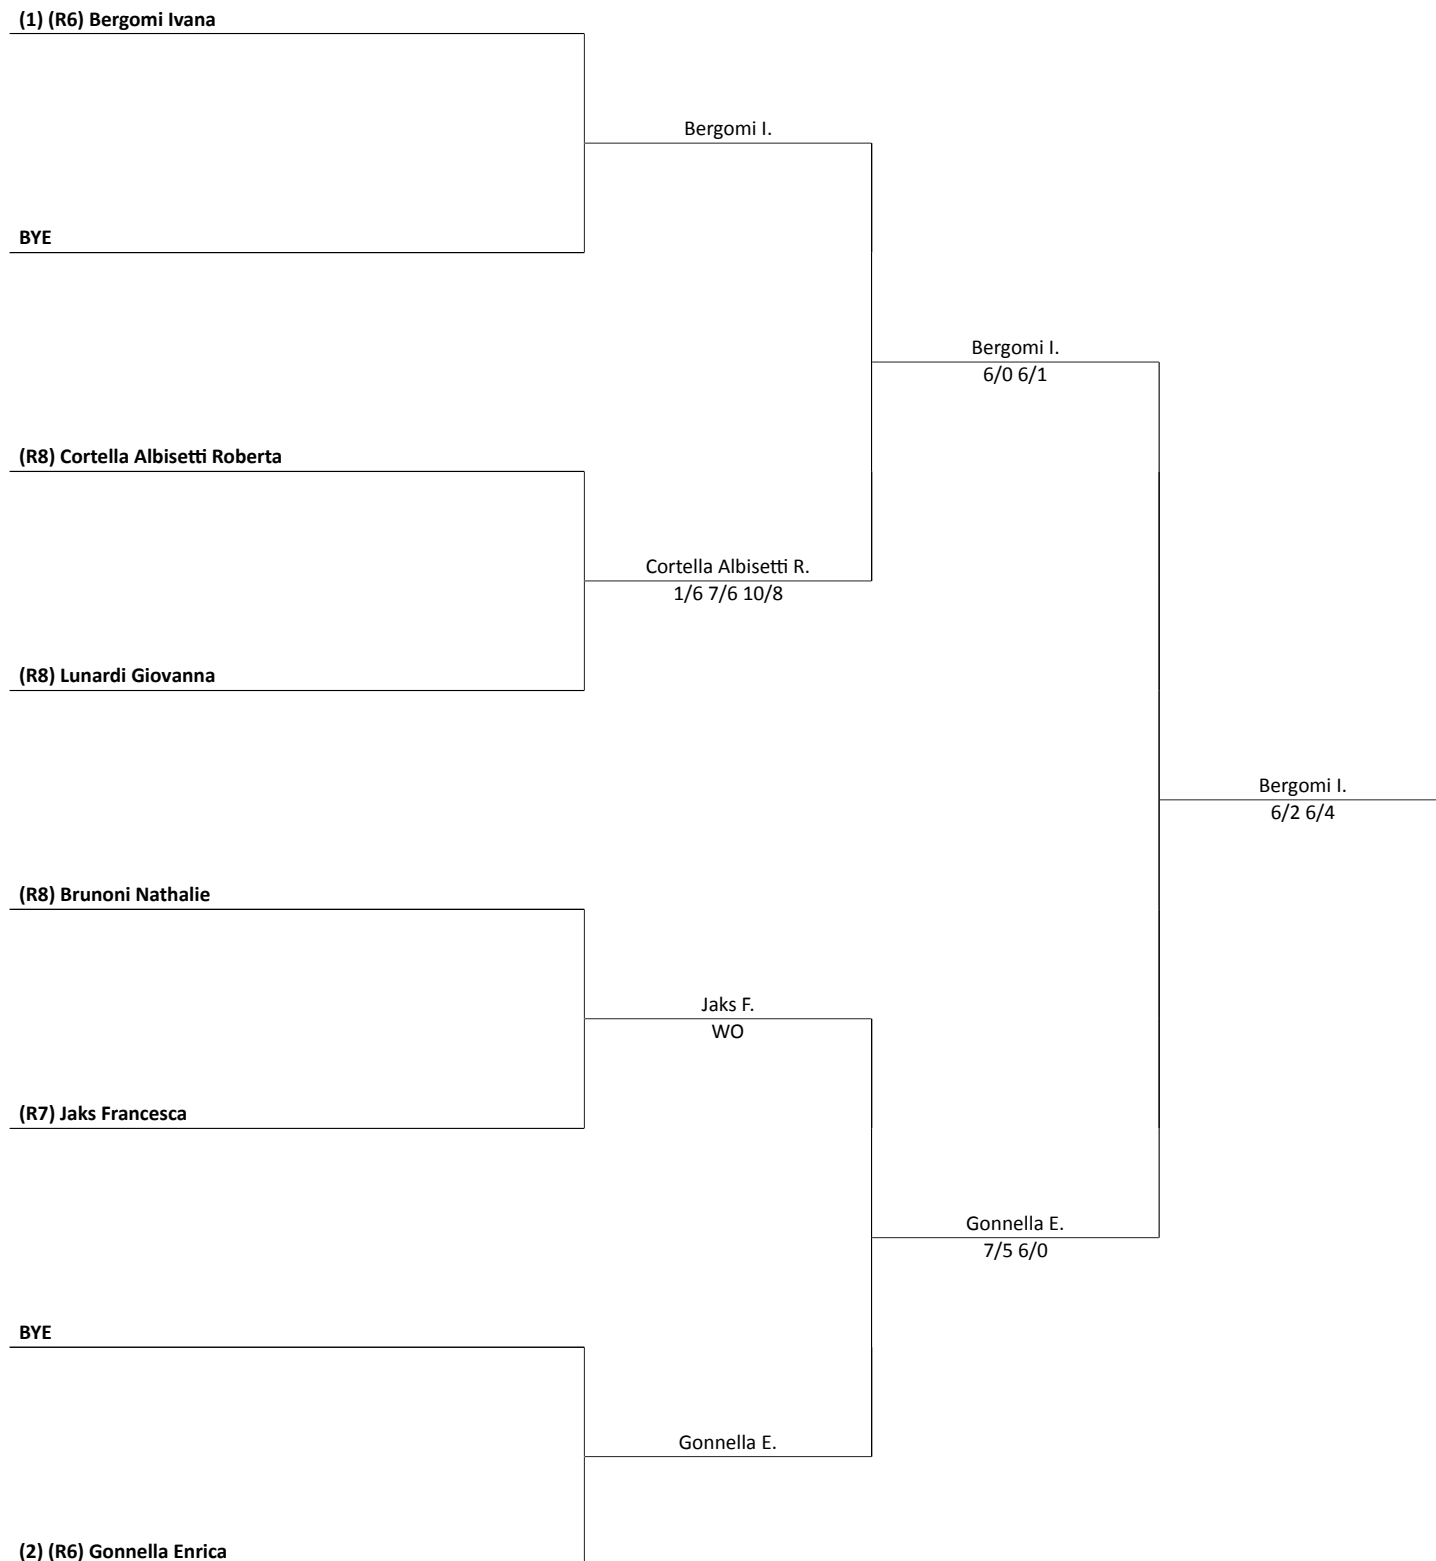 (1) (R6) Bergomi Ivana
Bergomi I.
BYE
Bergomi I.
6/0 6/1
(R8) Cortella Albisetti Roberta
Cortella Albisetti R.
1/6 7/6 10/8
(R8) Lunardi Giovanna
Bergomi I.
6/2 6/4
(R8) Brunoni Nathalie
Jaks F.
WO
(R7) Jaks Francesca
Gonnella E.
7/5 6/0
BYE
Gonnella E.
(2) (R6) Gonnella Enrica